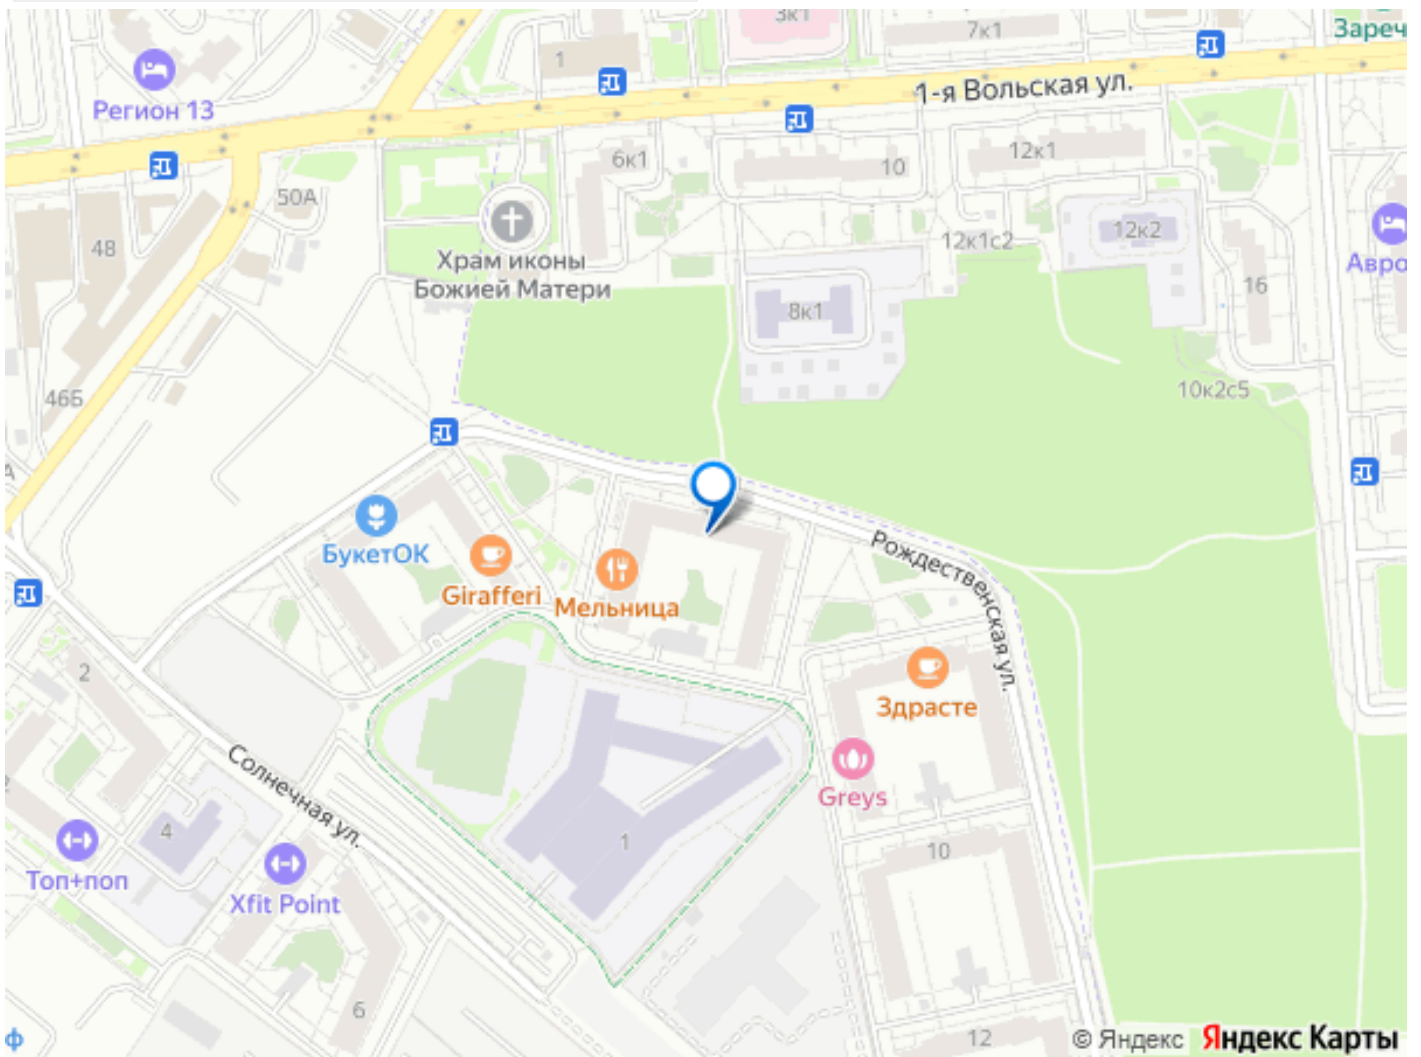 3к1
7к1
Зареч
1
1-я Вольская ул.
Регион 13
6к1
10
12к1
50А
48
12к1с2
12к2
Храм иконы
Божией Матери
Авро
16
8к1
46Б
10к2с5
А
БукетОК
Girafferi
Мельница
Рождественская ул.
2
Здрасте
Солнечная ул.
Greys
2
4
1
10
Топ+поп
Xfit Point
6
12
ф
© Яндекс Яндекс Карты